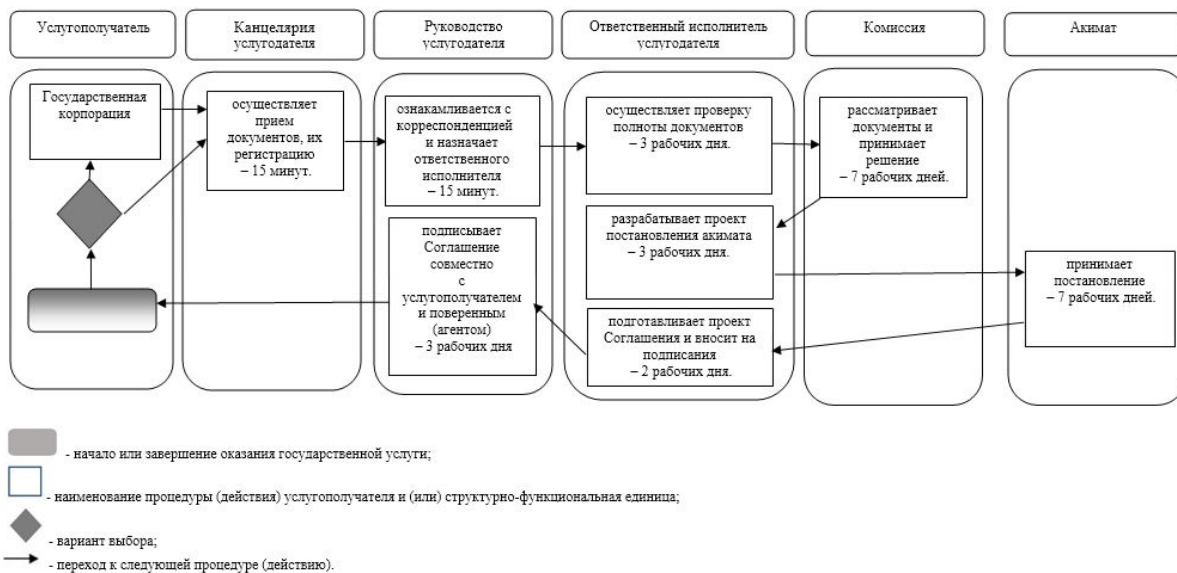 Услугополучатель
Канцелярия
услугодателя
Руководство
услугодателя
Ответственный исполнитель
услугодателя
Комиссия
Акимат
Государственная
корпорация
осуществляет
прием
документов, их
регистрацию
– 15 минут.
ознакамливается с
корреспонденцией
и назначает
ответственного
исполнителя
– 15 минут.
осуществляет проверку
полноты документов
– 3 рабочих дня.
рассматривает
документы и
принимает
решение
– 7 рабочих дней.
разрабатывает проект
постановления акимата
– 3 рабочих дня.
принимает
постановление
– 7 рабочих дней.
подготавливает проект
Соглашения и вносит на
подписания
– 2 рабочих дня.
подписывает
Соглашение
совместно
с
услугополучателем
и поверенным
(агентом)
– 3 рабочих дня
- начало или завершение оказания государственной услуги;
- наименование процедуры (действия) услугополучателя и (или) структурно-функциональная единица;
- вариант выбора;
- переход к следующей процедуре (действию).